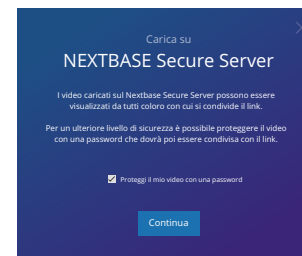 Carica su
NEXTBASE Secure Server
I video caricati sul Nextbase Secure Server possono essere
visualizzati da tutti coloro con cui si condivide il link.
Per un ulteriore livello di sicurezza è possibile proteggere il video
con una password che dovrà poi essere condivisa con il link.
Proteggi il mio video con una password
Continua